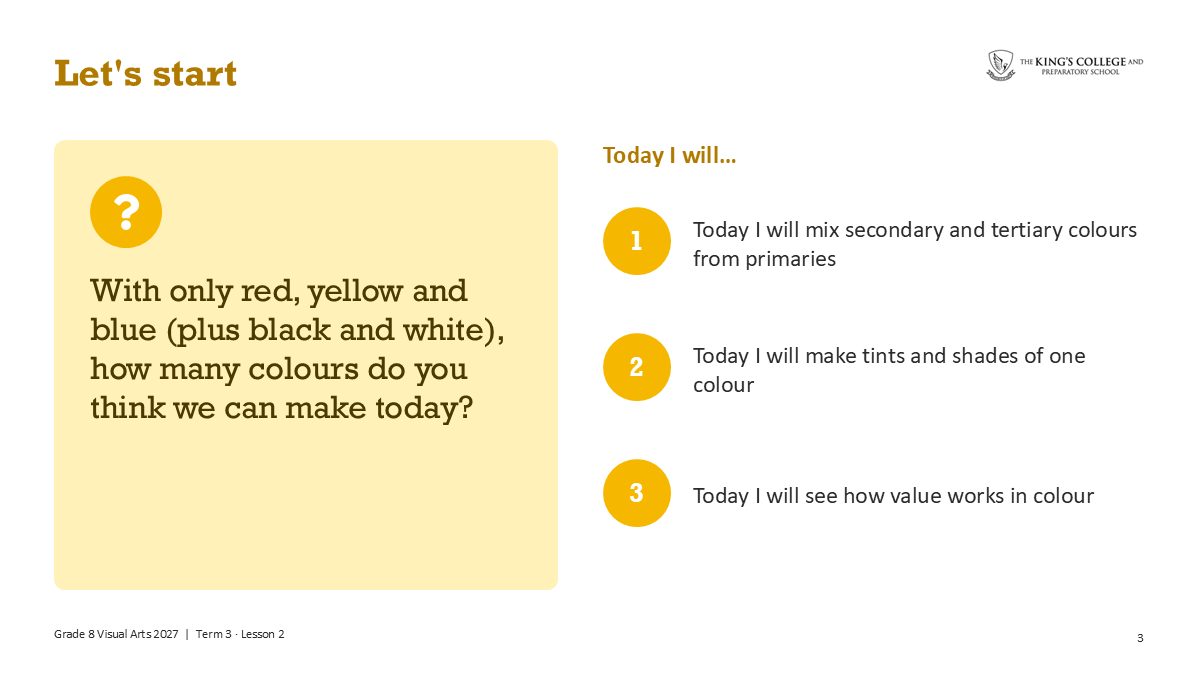 Let's start
THE KING'S COLLEGE AND
PREPARATORY SCHOOL
?
With only red, yellow and
blue (plus black and white),
how many colours do you
think we can make today?
Today I will...
1
Today I will mix secondary and tertiary colours
from primaries
2
Today I will make tints and shades of one
colour
3
Today I will see how value works in colour
Grade 8 Visual Arts 2027 | Term 3 · Lesson 2
3